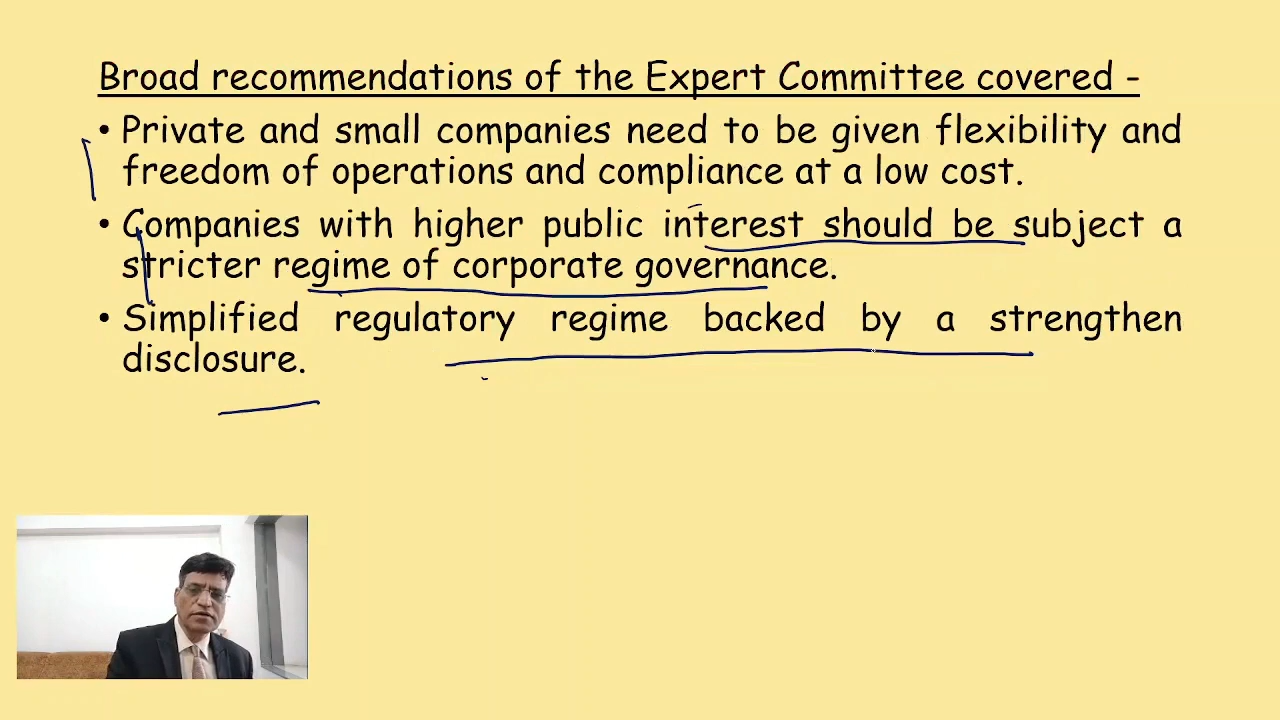 Broad recommendations of the Expert Committee covered -
• Private and small companies need to be given flexibility and
freedom of operations and compliance at a low cost.
• Companies with higher public interest should be subject a
stricter regime of corporate governance.
• Simplified regulatory regime backed by a strengthen
disclosure.